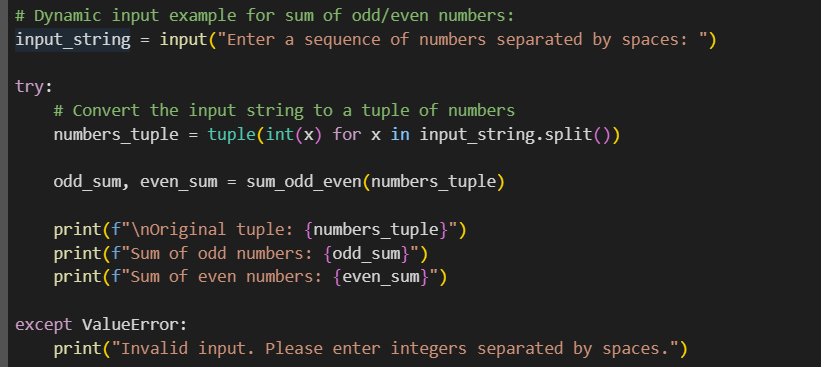 # Dynamic input example for sum of odd/even numbers:
input_string = input("Enter a sequence of numbers separated by spaces: ")
try:
    # Convert the input string to a tuple of numbers
    numbers_tuple = tuple(int(x) for x in input_string.split())
    odd_sum, even_sum = sum_odd_even(numbers_tuple)
    print(f"\nOriginal tuple: {numbers_tuple}")
    print(f"Sum of odd numbers: {odd_sum}")
    print(f"Sum of even numbers: {even_sum}")
except ValueError:
    print("Invalid input. Please enter integers separated by spaces.")